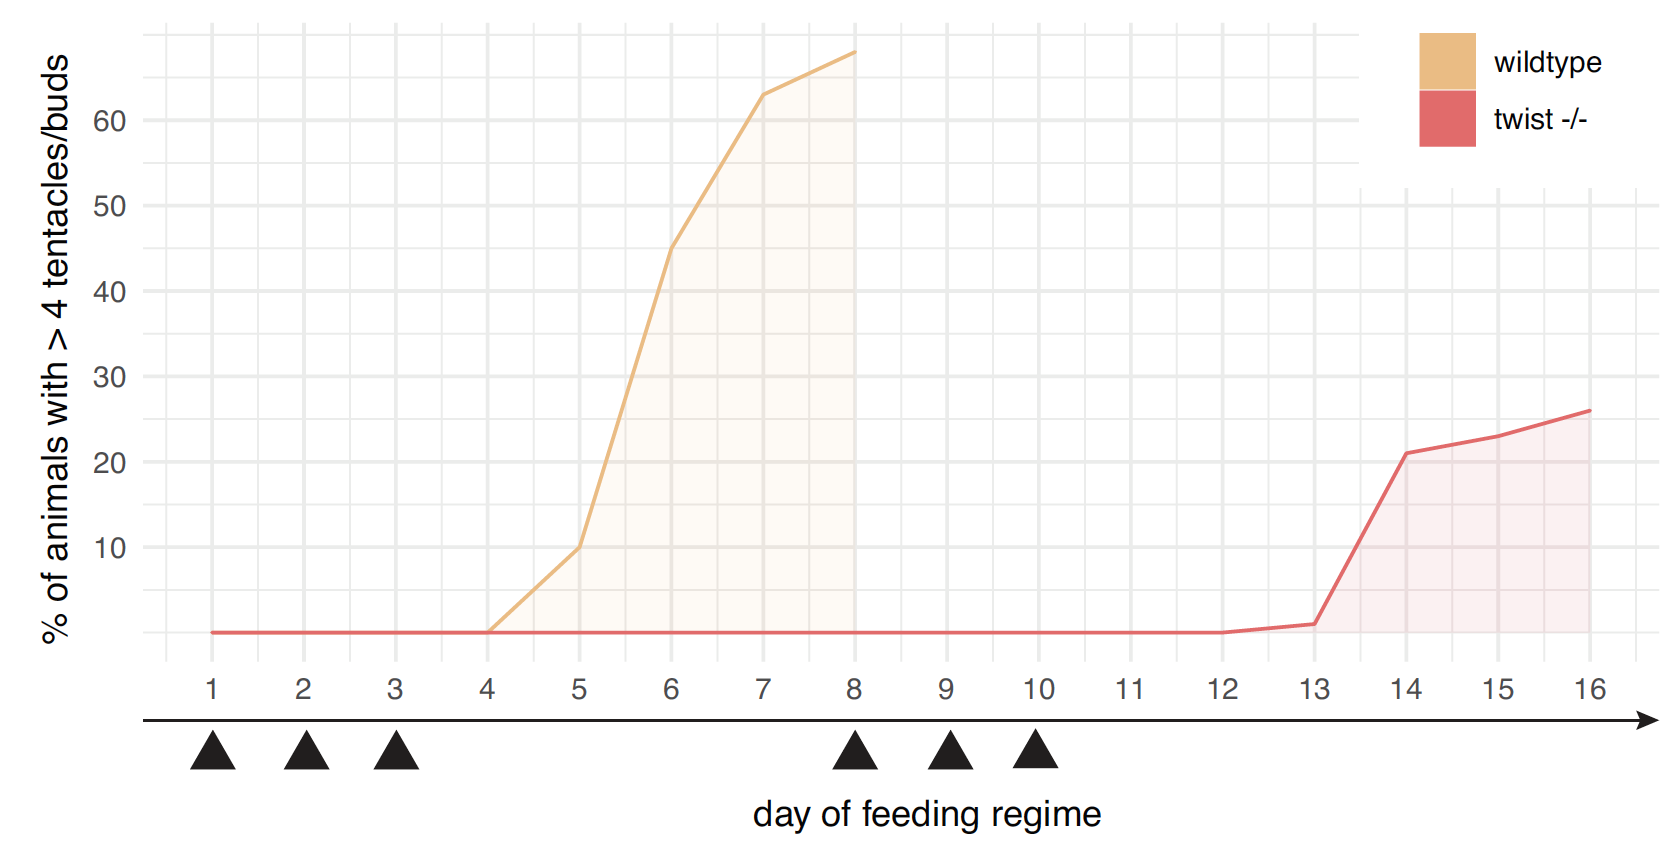 % of animals with > 4 tentacles/buds
60
50
40
30
20
10
wildtype
twist -/-
1 2 3 4 5 6 7 8 9 10 11 12 13 14 15 16
day of feeding regime